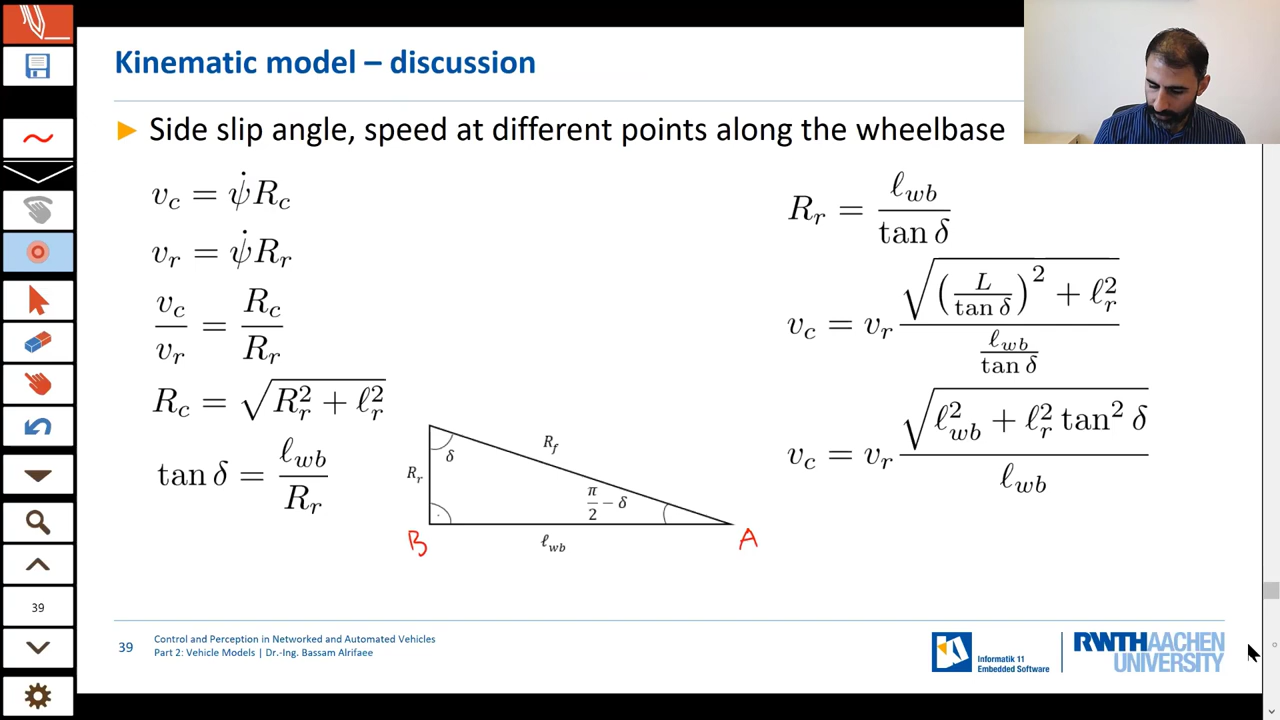 Kinematic model – discussion
Side slip angle, speed at different points along the wheelbase
v_c = ψ̇R_c
v_r = ψ̇R_r
v_c / v_r = R_c / R_r
R_c = √(R_r² + ℓ_r²)
tan δ = ℓ_wb / R_r
R_r = ℓ_wb / tan δ
v_c = v_r √((L / tan δ)² + ℓ_r²) / (ℓ_wb / tan δ)
v_c = v_r √(ℓ_wb² + ℓ_r² tan² δ) / ℓ_wb
R_f
δ
R_r
π/2 − δ
B
ℓ_wb
A
39
39
Control and Perception in Networked and Automated Vehicles
Part 2: Vehicle Models | Dr.-Ing. Bassam Alrifaee
Informatik 11
Embedded Software
RWTH AACHEN
UNIVERSITY